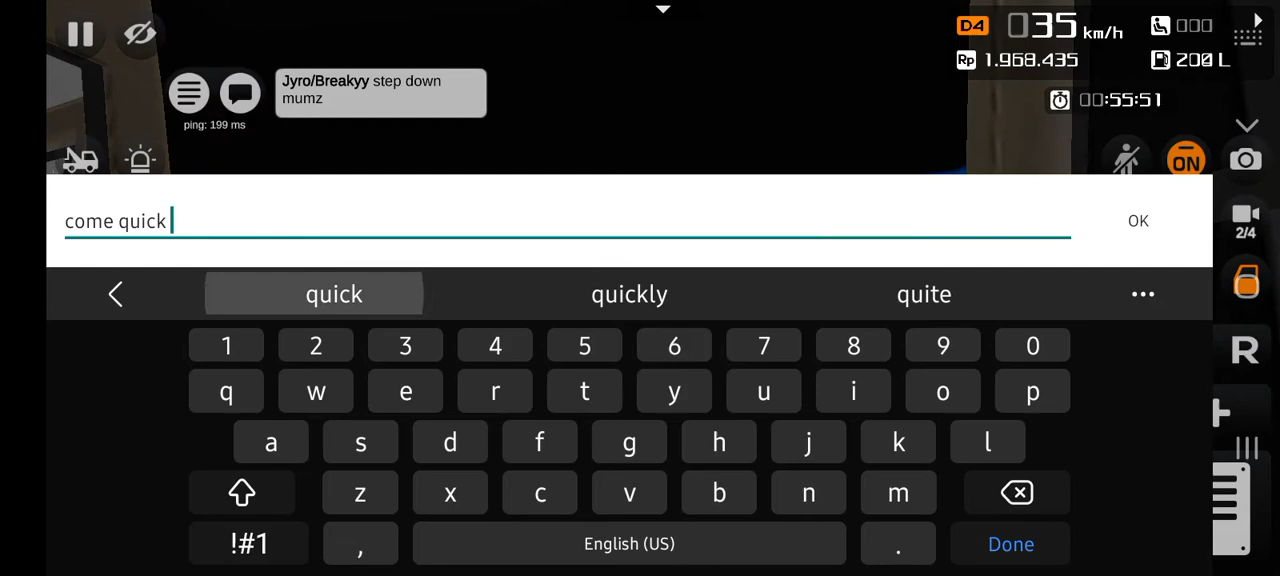 D4 035 km/h 000
Rp 1.968.435 200 L
00:55:51
Jyro/Breakyy step down
mumz
ping: 199 ms
ON
come quick
OK
2/4
quick quickly quite
1 2 3 4 5 6 7 8 9 0
R
q w e r t y u i o p
a s d f g h j k l
z x c v b n m
!#1 , English (US) . Done